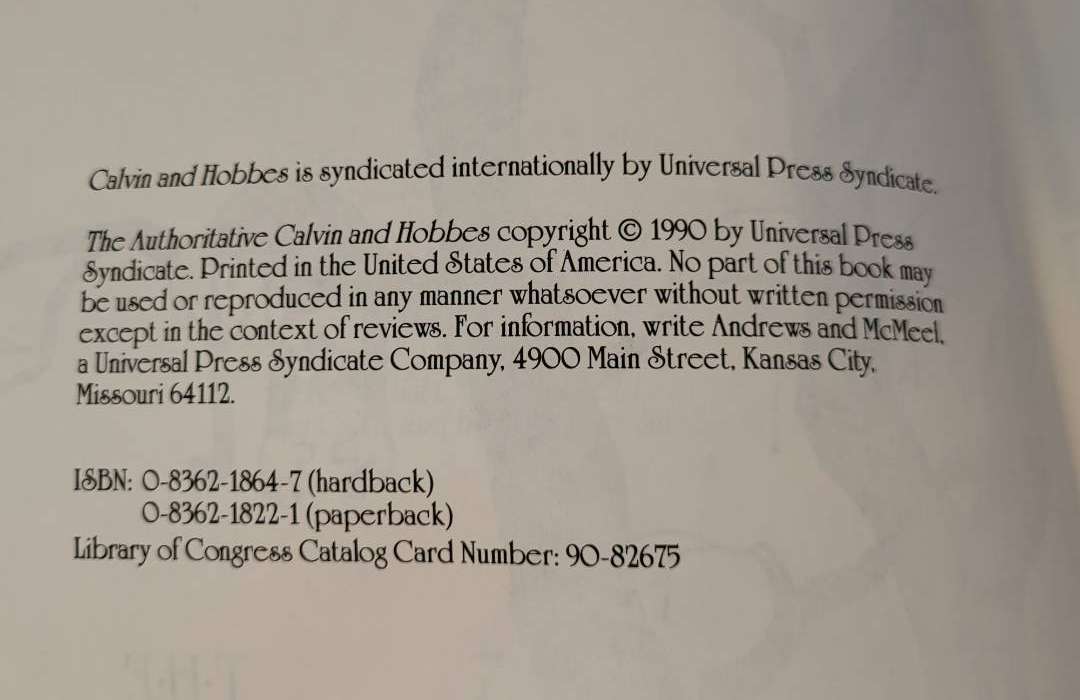 Calvin and Hobbes is syndicated internationally by Universal Press Syndicate.
The Authoritative Calvin and Hobbes copyright © 1990 by Universal Press
Syndicate. Printed in the United States of America. No part of this book may
be used or reproduced in any manner whatsoever without written permission
except in the context of reviews. For information, write Andrews and McMeel,
a Universal Press Syndicate Company, 4900 Main Street, Kansas City,
Missouri 64112.
ISBN: 0-8362-1864-7 (hardback)
0-8362-1822-1 (paperback)
Library of Congress Catalog Card Number: 90-82675